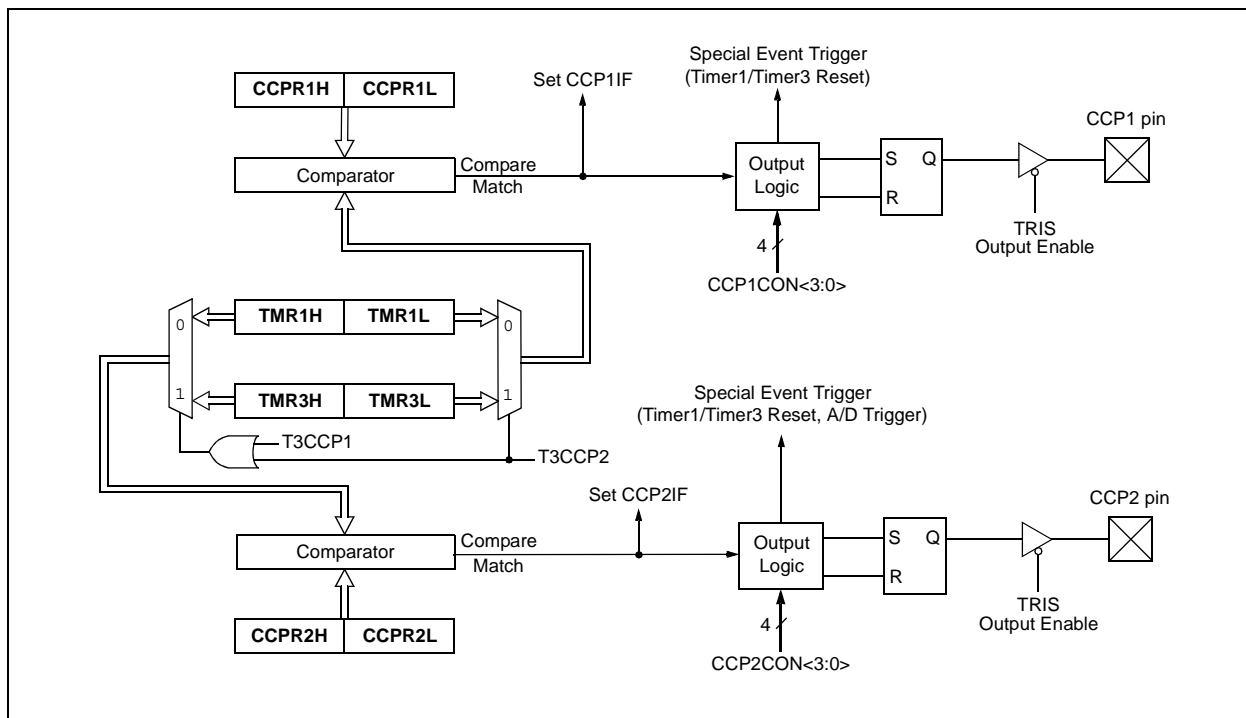 CCPR1H CCPR1L
Comparator
Compare
Match
Set CCP1IF
Special Event Trigger
(Timer1/Timer3 Reset)
Output
Logic
4
CCP1CON<3:0>
S Q
R
TRIS
Output Enable
CCP1 pin
0
TMR1H TMR1L
0
1
TMR3H TMR3L
1
T3CCP1
T3CCP2
Comparator
Compare
Match
CCPR2H CCPR2L
Set CCP2IF
Special Event Trigger
(Timer1/Timer3 Reset, A/D Trigger)
Output
Logic
4
CCP2CON<3:0>
S Q
R
TRIS
Output Enable
CCP2 pin